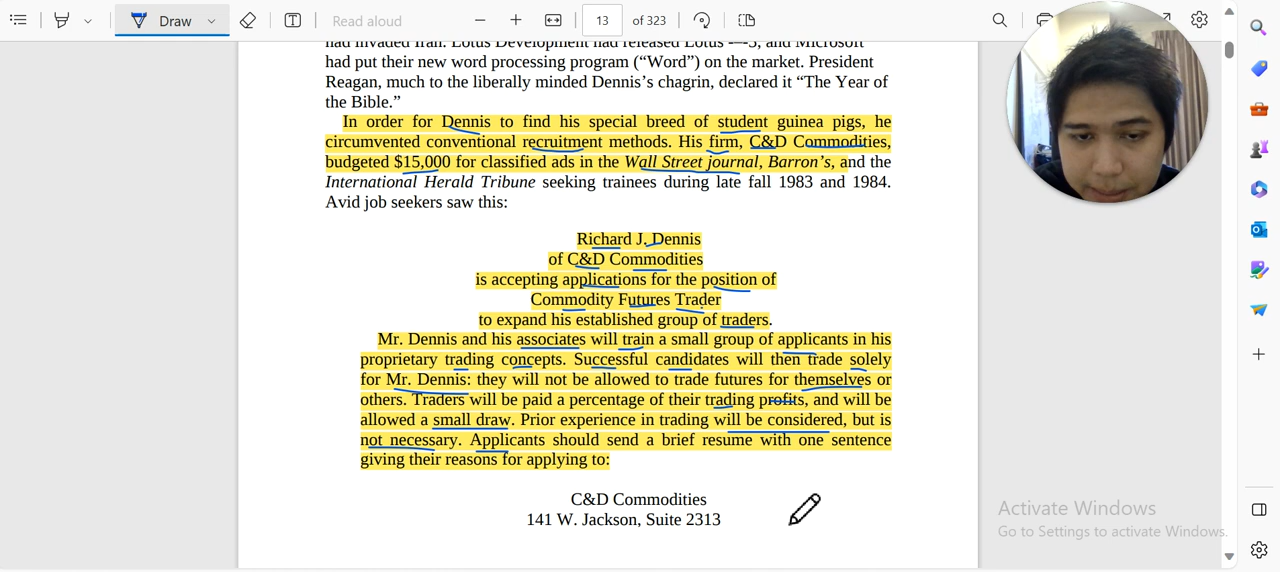 Draw
Read aloud
13 of 323
had invaded Iran. Lotus Development had released Lotus and Microsoft
had put their new word processing program (“Word”) on the market. President
Reagan, much to the liberally minded Dennis’s chagrin, declared it “The Year of
the Bible.”
In order for Dennis to find his special breed of student guinea pigs, he
circumvented conventional recruitment methods. His firm, C&D Commodities,
budgeted $15,000 for classified ads in the Wall Street journal, Barron’s, and the
International Herald Tribune seeking trainees during late fall 1983 and 1984.
Avid job seekers saw this:
Richard J. Dennis
of C&D Commodities
is accepting applications for the position of
Commodity Futures Trader
to expand his established group of traders.
Mr. Dennis and his associates will train a small group of applicants in his
proprietary trading concepts. Successful candidates will then trade solely
for Mr. Dennis: they will not be allowed to trade futures for themselves or
others. Traders will be paid a percentage of their trading profits, and will be
allowed a small draw. Prior experience in trading will be considered, but is
not necessary. Applicants should send a brief resume with one sentence
giving their reasons for applying to:
C&D Commodities
141 W. Jackson, Suite 2313
Activate Windows
Go to Settings to activate Windows.